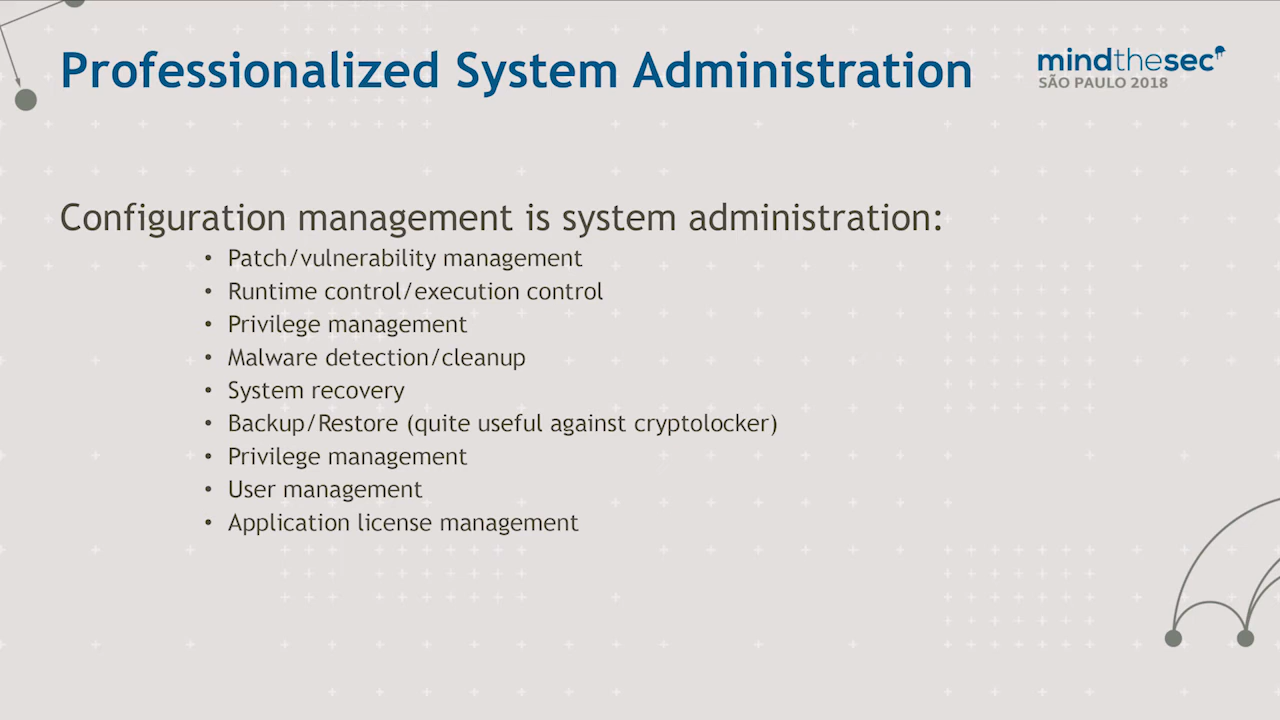 Professionalized System Administration
mindthesec
SÃO PAULO 2018
Configuration management is system administration:
• Patch/vulnerability management
• Runtime control/execution control
• Privilege management
• Malware detection/cleanup
• System recovery
• Backup/Restore (quite useful against cryptolocker)
• Privilege management
• User management
• Application license management